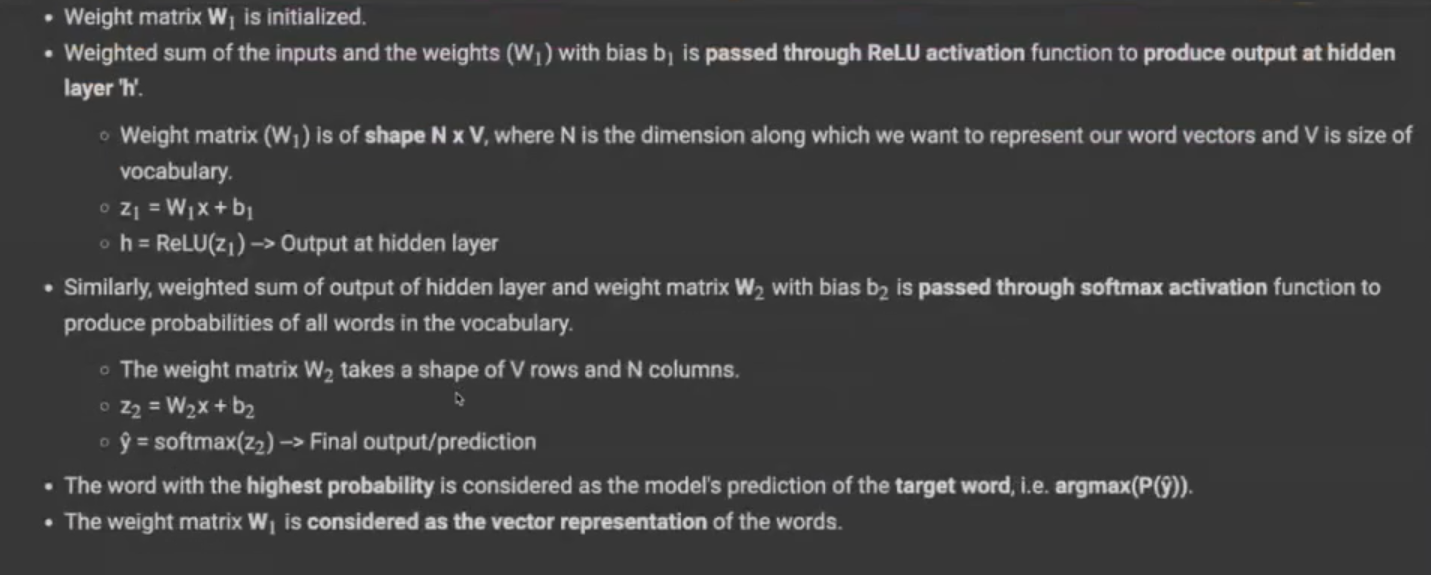 • Weight matrix W₁ is initialized.
• Weighted sum of the inputs and the weights (W₁) with bias b₁ is passed through ReLU activation function to produce output at hidden
layer 'h'.
◦ Weight matrix (W₁) is of shape N x V, where N is the dimension along which we want to represent our word vectors and V is size of
vocabulary.
◦ z₁ = W₁x + b₁
◦ h = ReLU(z₁) –> Output at hidden layer
• Similarly, weighted sum of output of hidden layer and weight matrix W₂ with bias b₂ is passed through softmax activation function to
produce probabilities of all words in the vocabulary.
◦ The weight matrix W₂ takes a shape of V rows and N columns.
◦ z₂ = W₂x + b₂
◦ ŷ = softmax(z₂) –> Final output/prediction
• The word with the highest probability is considered as the model's prediction of the target word, i.e. argmax(P(ŷ)).
• The weight matrix W₁ is considered as the vector representation of the words.